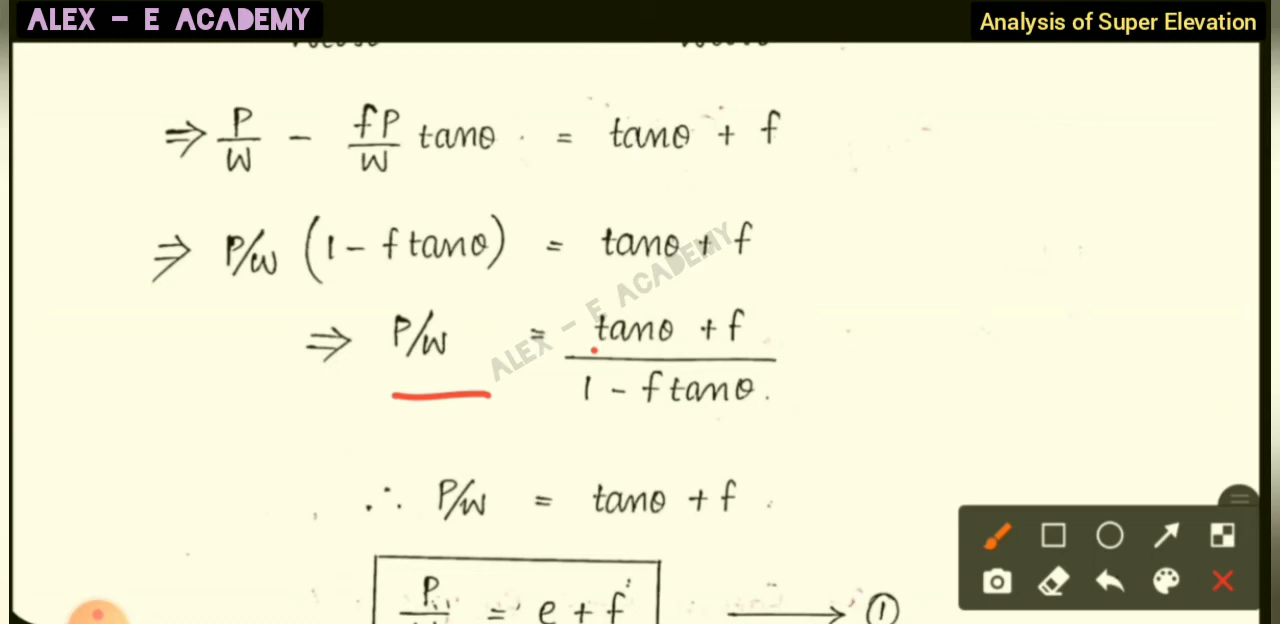 ALEX - E ACADEMY
Analysis of Super Elevation
⇒ P/W - fP/W tanθ = tanθ + f
⇒ P/W (1 - f tanθ) = tanθ + f
⇒ P/W = (tanθ + f)/(1 - f tanθ)
ALEX - E ACADEMY
∴ P/W = tanθ + f
P = e + f ⟶ ①